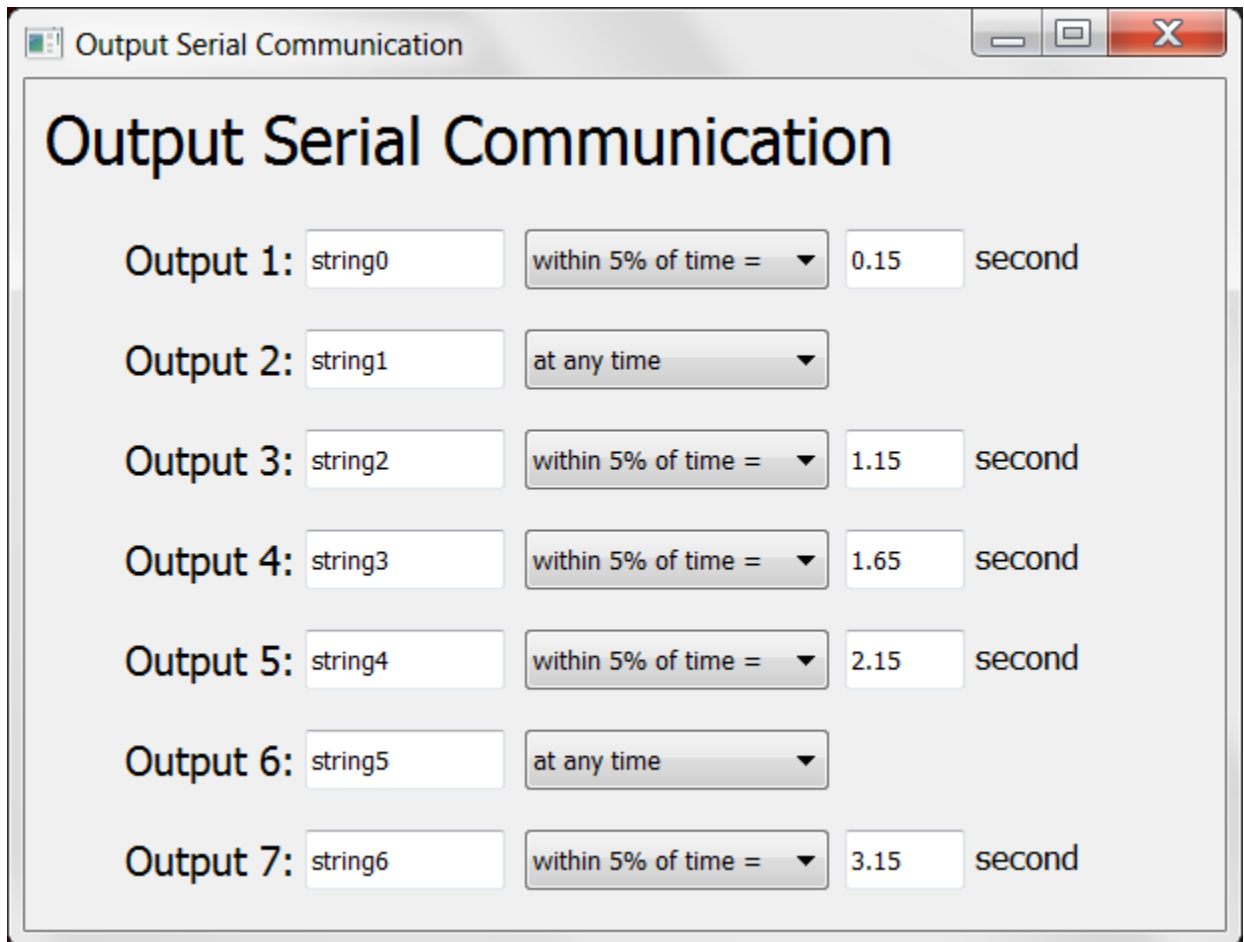 Output Serial Communication
Output Serial Communication
Output 1: string0 within 5% of time = 0.15 second
Output 2: string1 at any time
Output 3: string2 within 5% of time = 1.15 second
Output 4: string3 within 5% of time = 1.65 second
Output 5: string4 within 5% of time = 2.15 second
Output 6: string5 at any time
Output 7: string6 within 5% of time = 3.15 second